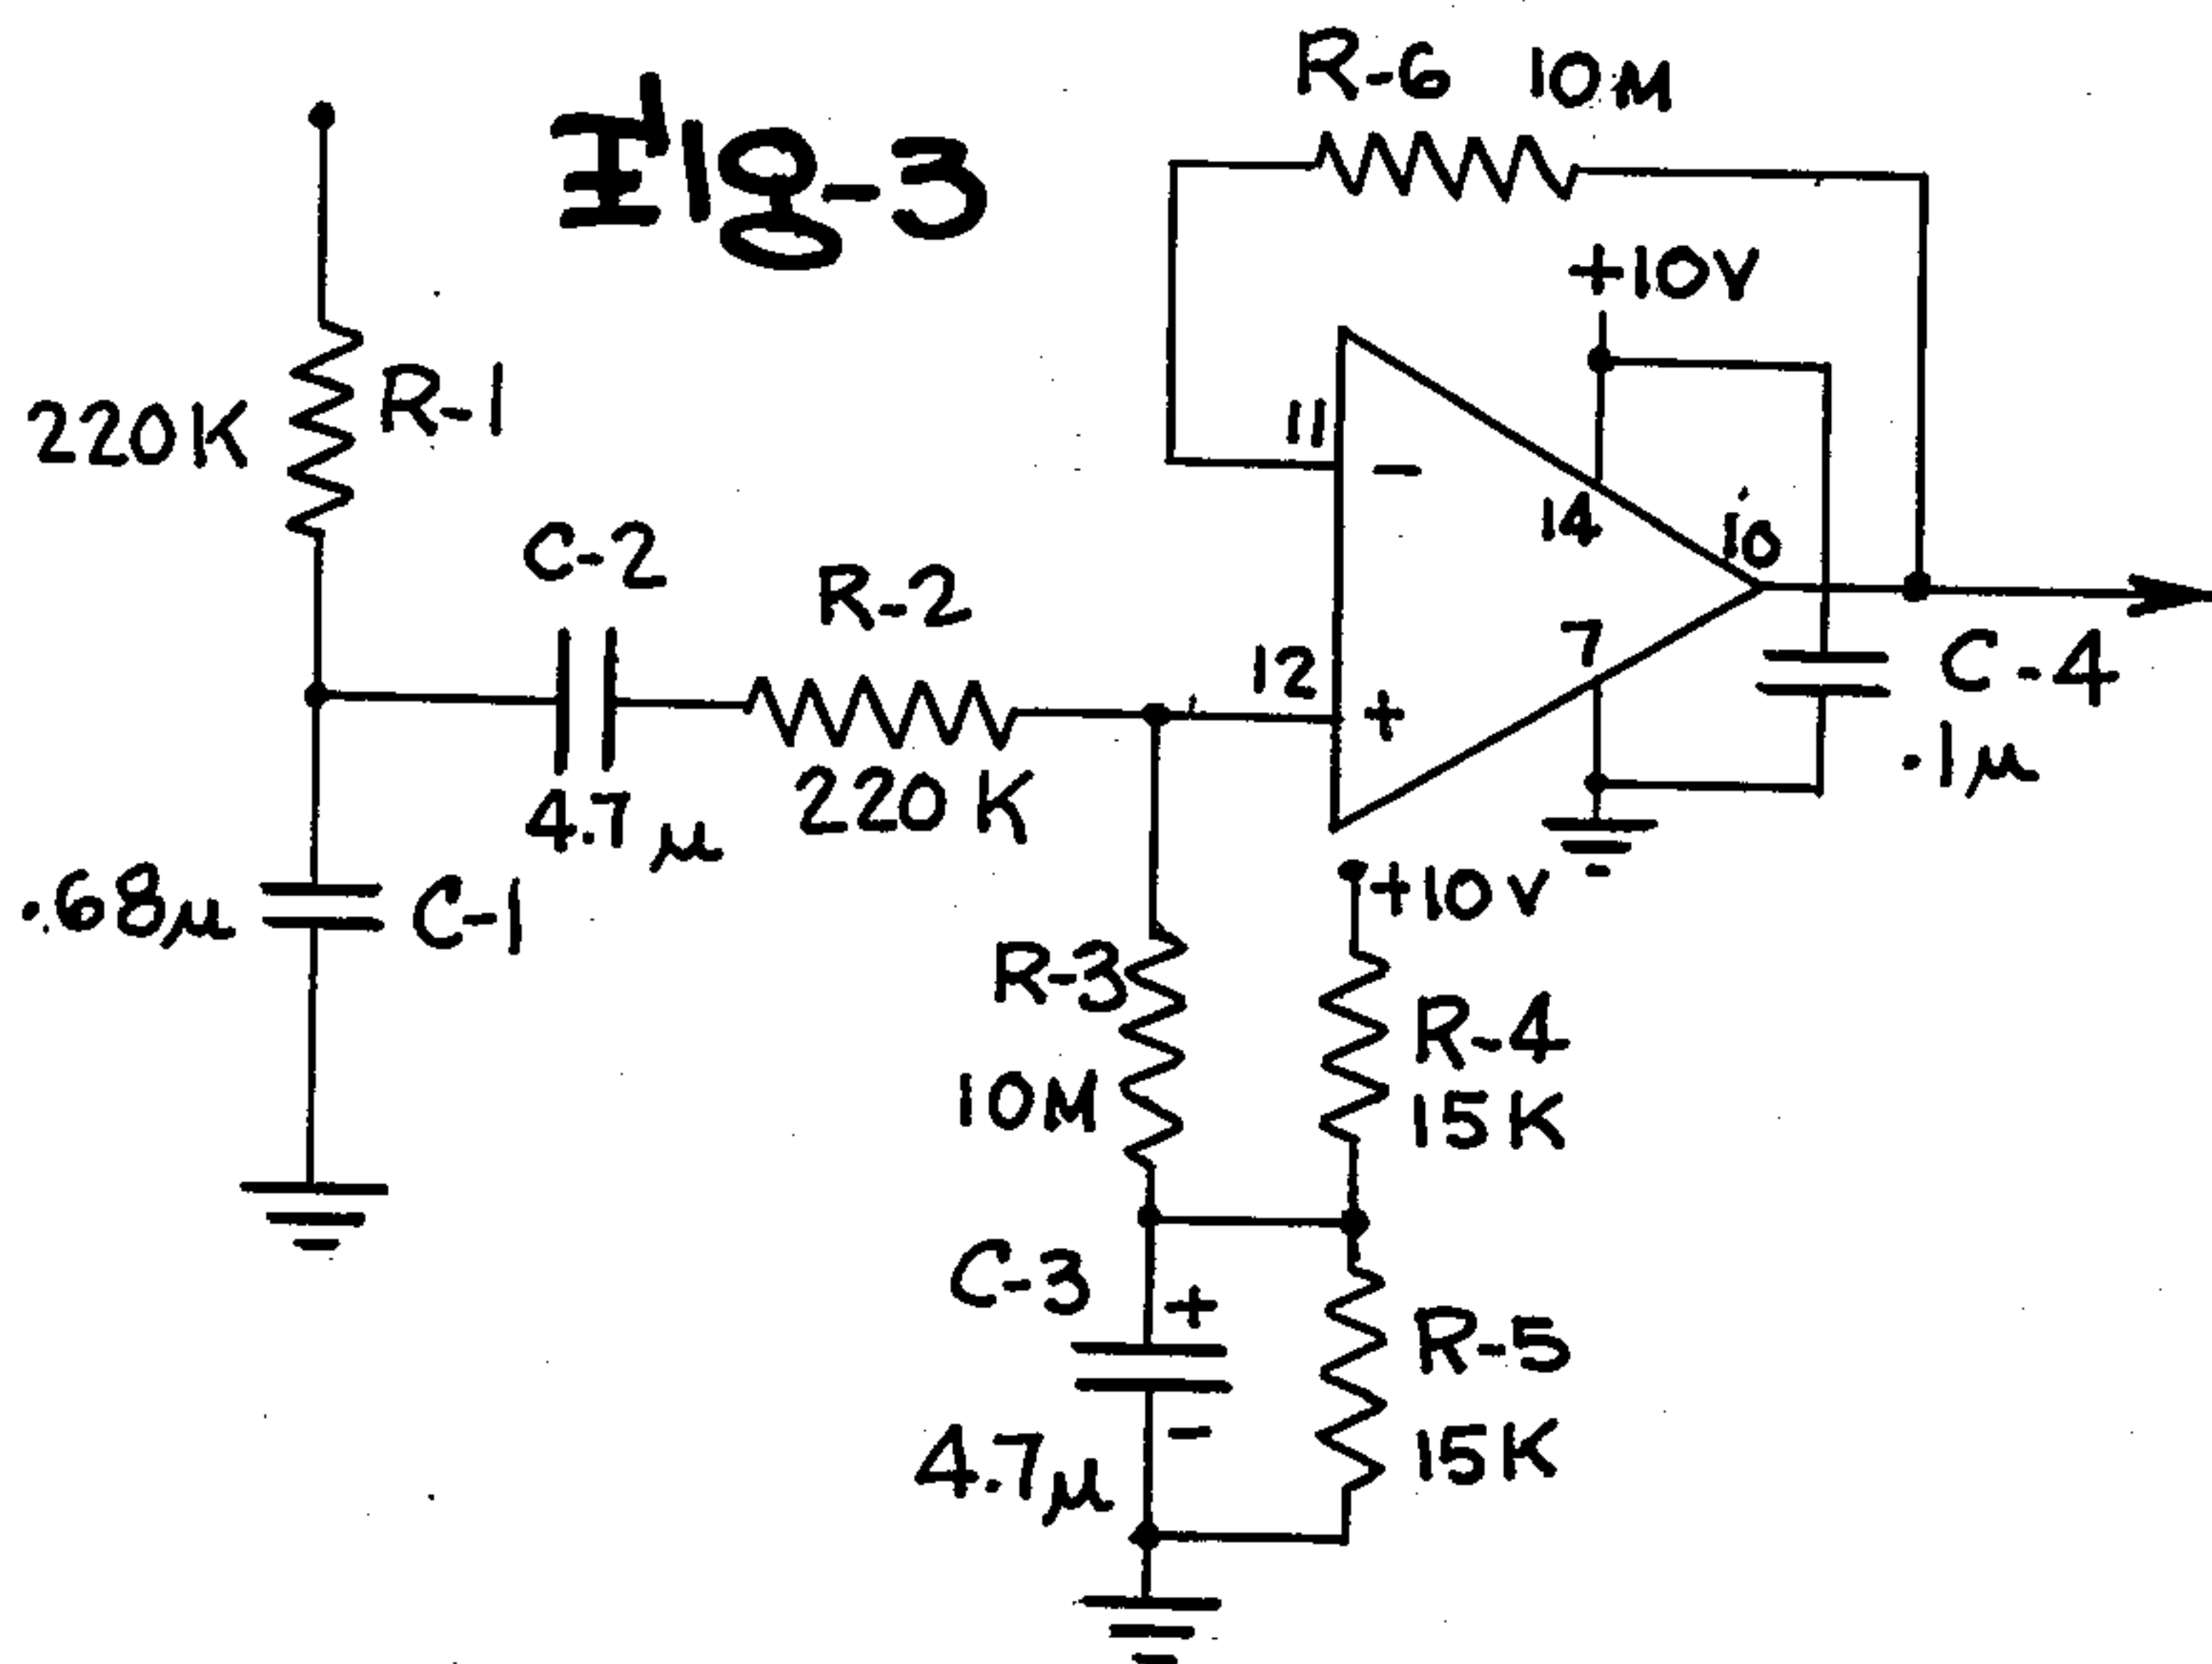 Fig-3
R-6 10M
+10V
220K
R-1
11
-
14
10
C-2
R-2
12
+
7
4.7μ
220K
C-4
.1μ
.68μ
C-1
+10V
R-3
10M
R-4
15K
C-3
+
-
4.7μ
R-5
15K